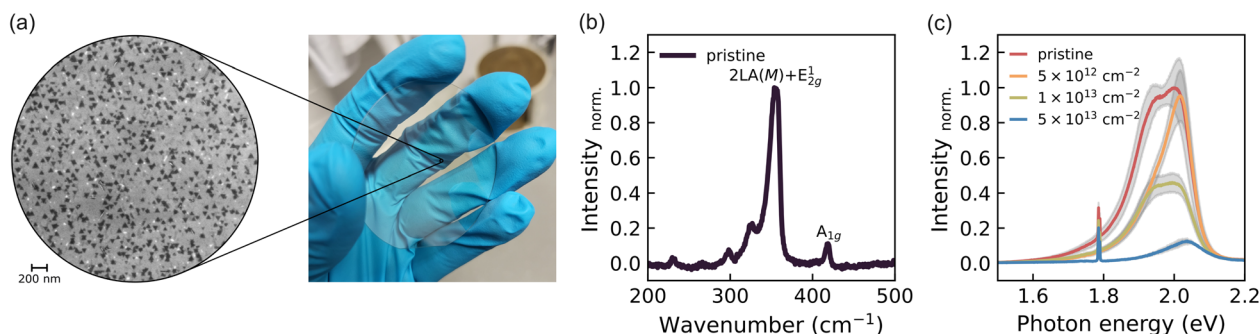 (a)
200 nm
(b)
Intensity norm.
1.2
1.0
0.8
0.6
0.4
0.2
0.0
pristine
2LA(M)+E¹₂g
A₁g
200
300
400
500
Wavenumber (cm⁻¹)
(c)
Intensity norm.
1.2
1.0
0.8
0.6
0.4
0.2
0.0
pristine
5 × 10¹² cm⁻²
1 × 10¹³ cm⁻²
5 × 10¹³ cm⁻²
1.6
1.8
2.0
2.2
Photon energy (eV)